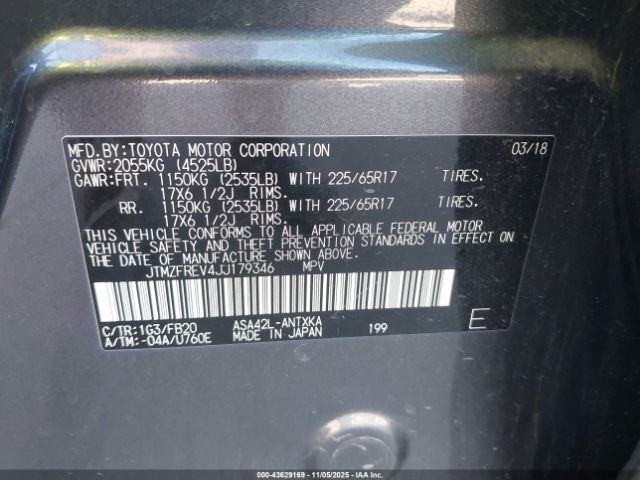 MFD.BY:TOYOTA MOTOR CORPORATION 03/18
GVWR:2055KG (4525LB)
GAWR:FRT. 1150KG (2535LB) WITH 225/65R17 TIRES.
17X6 1/2J RIMS.
RR. 1150KG (2535LB) WITH 225/65R17 TIRES.
17X6 1/2J RIMS.
THIS VEHICLE CONFORMS TO ALL APPLICABLE FEDERAL MOTOR
VEHICLE SAFETY AND THEFT PREVENTION STANDARDS IN EFFECT ON
THE DATE OF MANUFACTURE SHOWN ABOVE.
JTMZFREV4JJ179346 MPV
C/TR:1G3/FB20 ASA42L-ANTXKA 199 E
A/TM:-04A/U760E MADE IN JAPAN
000-43629169 - 11/05/2025 - IAA Inc.